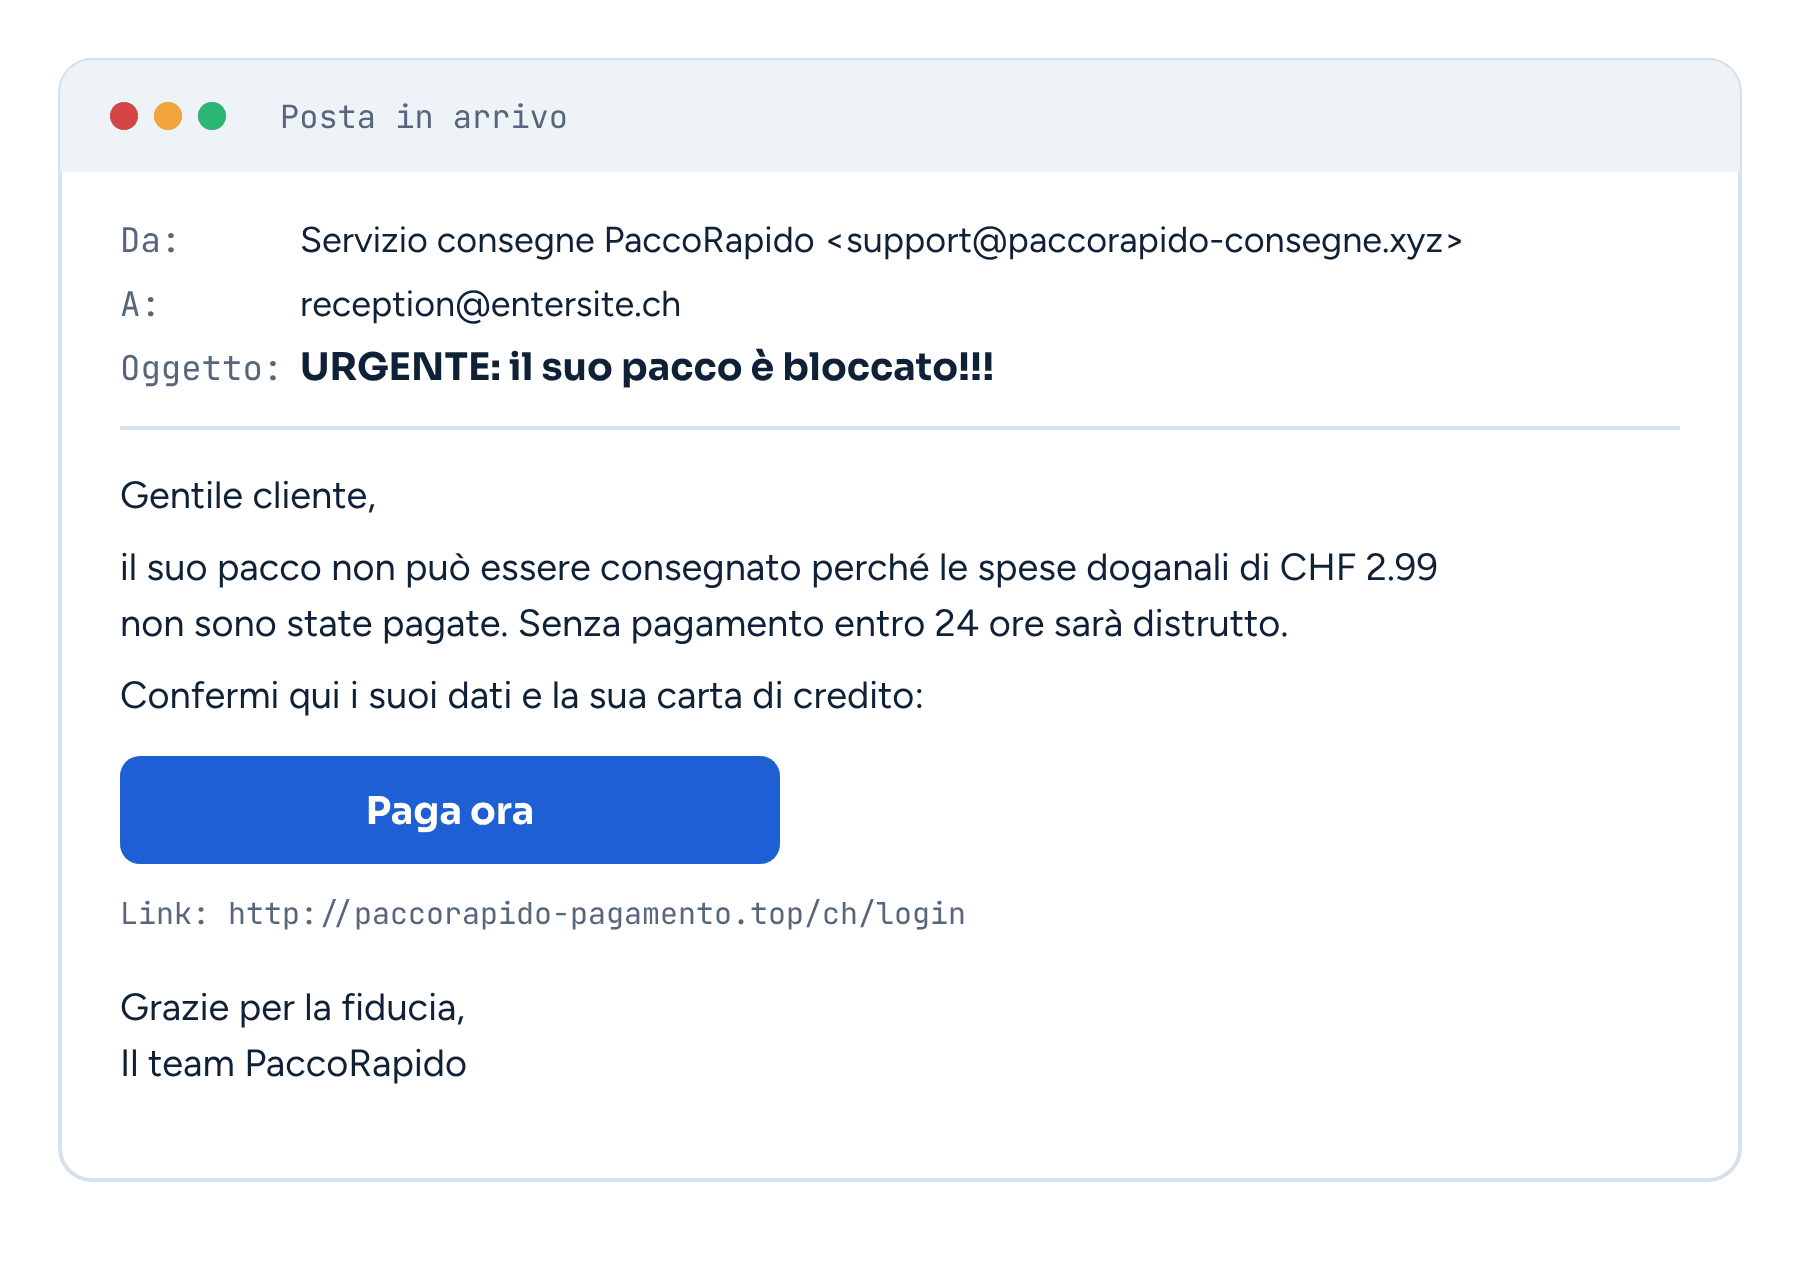 Posta in arrivo
Da: Servizio consegne PaccoRapido <support@paccorapido-consegne.xyz>
A: reception@entersite.ch
Oggetto: URGENTE: il suo pacco è bloccato!!!
Gentile cliente,
il suo pacco non può essere consegnato perché le spese doganali di CHF 2.99
non sono state pagate. Senza pagamento entro 24 ore sarà distrutto.
Confermi qui i suoi dati e la sua carta di credito:
Paga ora
Link: http://paccorapido-pagamento.top/ch/login
Grazie per la fiducia,
Il team PaccoRapido